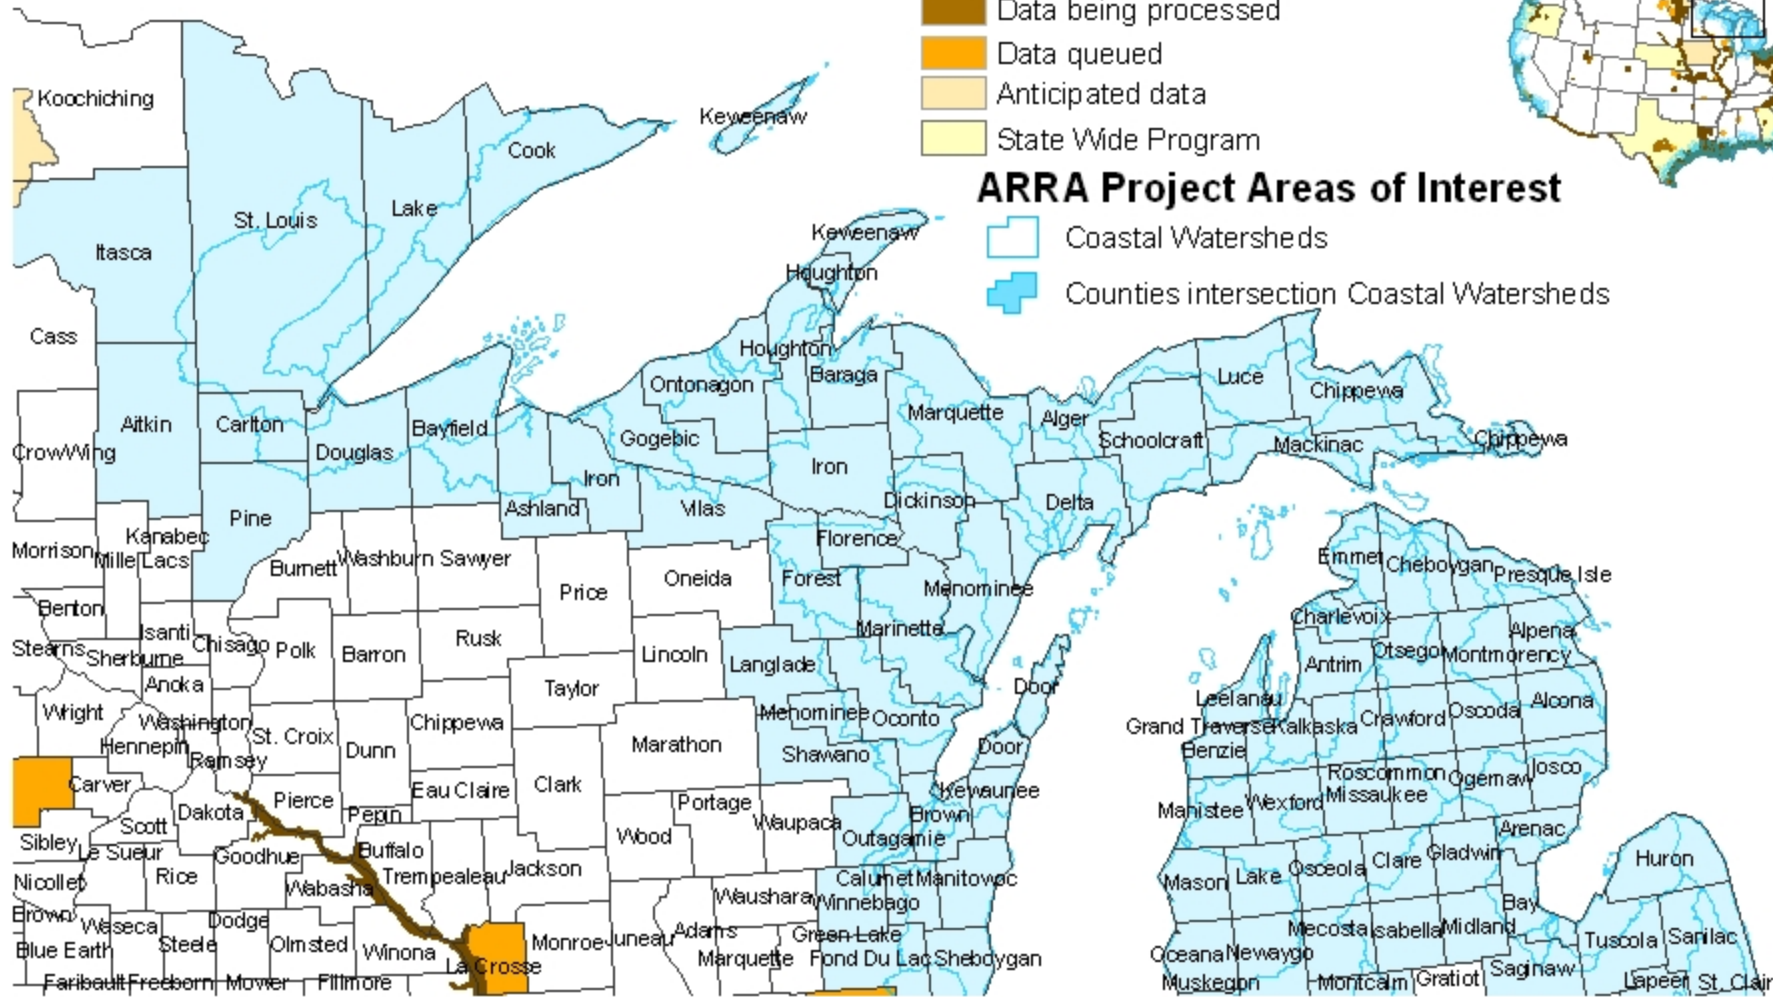 Data being processed
Data queued
Anticipated data
State Wide Program
ARRA Project Areas of Interest
Coastal Watersheds
Counties intersection Coastal Watersheds
Koochiching
Keweenaw
Cook
Lake
St. Louis
Itasca
Keweenaw
Houghton
Cass
Houghton
Baraga
Ontonagon
Luce
Chippewa
Marquette
Alger
Aitkin
Carlton
Bayfield
Douglas
Gogebic
Schoolcraft
Mackinac
Chippewa
CrowWing
Iron
Iron
Dickinson
Delta
Ashland
Vilas
Pine
Kanabec
Morrison
Mille Lacs
Florence
Burnett
Washburn
Sawyer
Emmet
Cheboygan
Presque Isle
Price
Oneida
Forest
Menominee
Benton
Charlevoix
Isanti
Chisago
Polk
Rusk
Marinette
Alpena
Stearns
Sherburne
Barron
Lincoln
Langlade
Antrim
Otsego
Montmorency
Anoka
Taylor
Door
Leelanau
Alcona
Wright
Washington
Chippewa
Menominee
Oconto
Grand Traverse
Kalkaska
Crawford
Oscoda
Hennepin
St. Croix
Dunn
Marathon
Door
Benzie
Ramsey
Shawano
Carver
Eau Claire
Clark
Kewaunee
Roscommon
Ogemaw
Iosco
Missaukee
Wexford
Manistee
Dakota
Pierce
Pepin
Portage
Waupaca
Brown
Scott
Wood
Outagamie
Arenac
Sibley
Le Sueur
Goodhue
Buffalo
Trempealeau
Jackson
Osceola
Clare
Gladwin
Huron
Nicollet
Rice
Wabasha
Calumet
Manitowoc
Mason
Lake
Waushara
Winnebago
Bay
Brown
Waseca
Dodge
Steele
Olmsted
Winona
Monroe
Juneau
Adams
Green Lake
Mecosta
Isabella
Midland
Tuscola
Sanilac
Blue Earth
La Crosse
Marquette
Fond Du Lac
Sheboygan
Oceana
Newaygo
Saginaw
Faribault
Freeborn
Mower
Fillmore
Muskegon
Montcalm
Gratiot
Lapeer
St. Clair